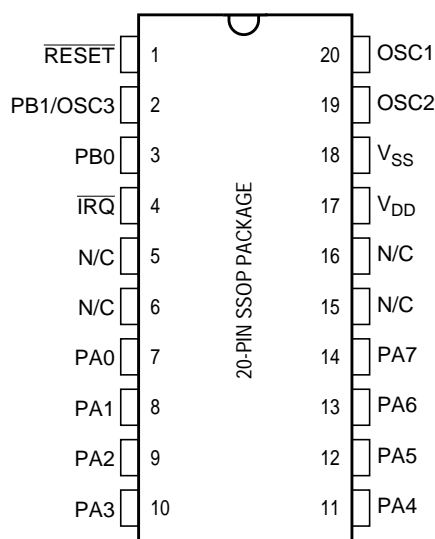 R̅E̅S̅E̅T̅ 1 20 OSC1
PB1/OSC3 2 19 OSC2
PB0 3 18 VSS
I̅R̅Q̅ 4 17 VDD
N/C 5 16 N/C
N/C 6 15 N/C
PA0 7 14 PA7
PA1 8 13 PA6
PA2 9 12 PA5
PA3 10 11 PA4
20-PIN SSOP PACKAGE